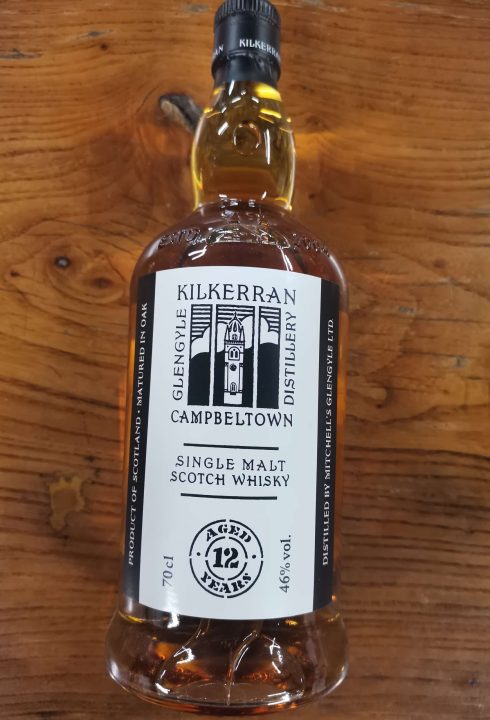 KILKERRAN
KILKERRAN
GLENGYLE
DISTILLERY
CAMPBELTOWN
SINGLE MALT
SCOTCH WHISKY
AGED
12
YEARS
70cl
46% vol.
PRODUCT OF SCOTLAND • MATURED IN OAK
DISTILLED BY MITCHELL'S GLENGYLE LTD.